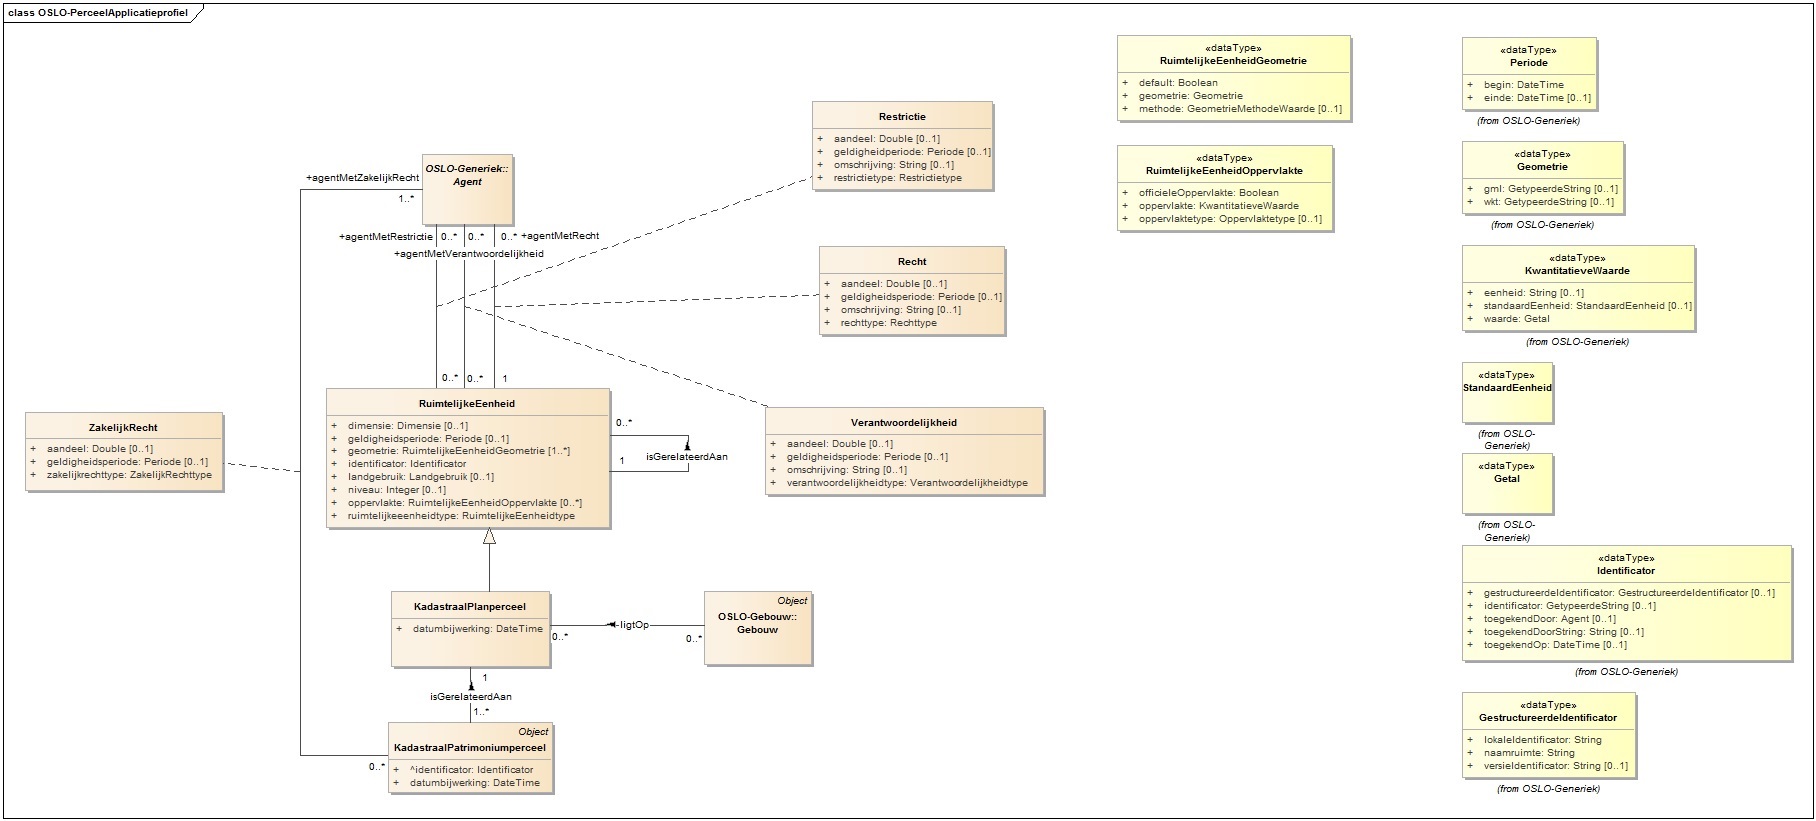 class OSLO-PerceelApplicatieprofiel
OSLO-Generiek::
Agent
+agentMetZakelijkRecht
1..*
+agentMetRestrictie
0..*
0..*
0..*
+agentMetRecht
+agentMetVerantwoordelijkheid
Restrictie
+ aandeel: Double [0..1]
+ geldigheidperiode: Periode [0..1]
+ omschrijving: String [0..1]
+ restrictietype: Restrictietype
Recht
+ aandeel: Double [0..1]
+ geldigheidsperiode: Periode [0..1]
+ omschrijving: String [0..1]
+ rechttype: Rechttype
0..*
0..*
1
ZakelijkRecht
+ aandeel: Double [0..1]
+ geldigheidsperiode: Periode [0..1]
+ zakelijkrechttype: ZakelijkRechttype
RuimtelijkeEenheid
+ dimensie: Dimensie [0..1]
+ geldigheidsperiode: Periode [0..1]
+ geometrie: RuimtelijkeEenheidGeometrie [1..*]
+ identificator: Identificator
+ landgebruik: Landgebruik [0..1]
+ niveau: Integer [0..1]
+ oppervlakte: RuimtelijkeEenheidOppervlakte [0..*]
+ ruimtelijkeeenheidtype: RuimtelijkeEenheidtype
0..*
isGerelateerdAan
1
Verantwoordelijkheid
+ aandeel: Double [0..1]
+ geldigheidsperiode: Periode [0..1]
+ omschrijving: String [0..1]
+ verantwoordelijkheidtype: Verantwoordelijkheidtype
KadastraalPlanperceel
+ datumbijwerking: DateTime
0..*
ligtOp
0..*
Object
OSLO-Gebouw::
Gebouw
1
isGerelateerdAan
1..*
Object
KadastraalPatrimoniumperceel
+ ^identificator: Identificator
+ datumbijwerking: DateTime
0..*
«dataType»
RuimtelijkeEenheidGeometrie
+ default: Boolean
+ geometrie: Geometrie
+ methode: GeometrieMethodeWaarde [0..1]
«dataType»
RuimtelijkeEenheidOppervlakte
+ officieleOppervlakte: Boolean
+ oppervlakte: KwantitatieveWaarde
+ oppervlaktetype: Oppervlaktetype [0..1]
«dataType»
Periode
+ begin: DateTime
+ einde: DateTime [0..1]
(from OSLO-Generiek)
«dataType»
Geometrie
+ gml: GetypeerdeString [0..1]
+ wkt: GetypeerdeString [0..1]
(from OSLO-Generiek)
«dataType»
KwantitatieveWaarde
+ eenheid: String [0..1]
+ standaardEenheid: StandaardEenheid [0..1]
+ waarde: Getal
(from OSLO-Generiek)
«dataType»
StandaardEenheid
(from OSLO-
Generiek)
«dataType»
Getal
(from OSLO-
Generiek)
«dataType»
Identificator
+ gestructureerdeIdentificator: GestructureerdeIdentificator [0..1]
+ identificator: GetypeerdeString [0..1]
+ toegekendDoor: Agent [0..1]
+ toegekendDoorString: String [0..1]
+ toegekendOp: DateTime [0..1]
(from OSLO-Generiek)
«dataType»
GestructureerdeIdentificator
+ lokaleIdentificator: String
+ naamruimte: String
+ versieIdentificator: String [0..1]
(from OSLO-Generiek)